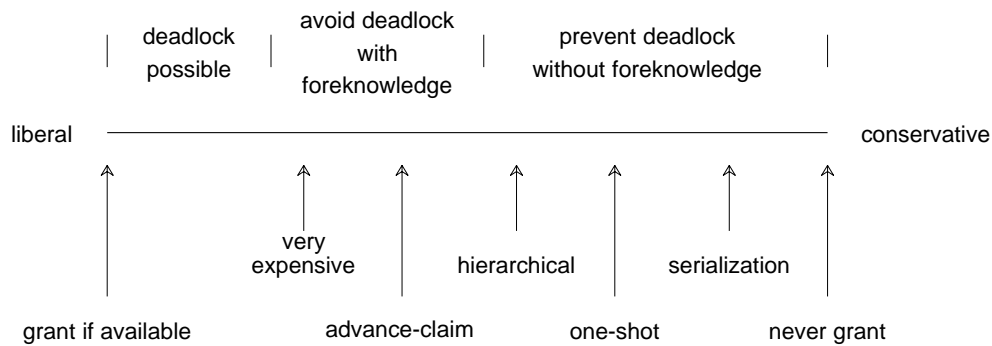 deadlock
possible
avoid deadlock
with
foreknowledge
prevent deadlock
without foreknowledge
liberal
conservative
very
expensive
hierarchical
serialization
grant if available
advance-claim
one-shot
never grant